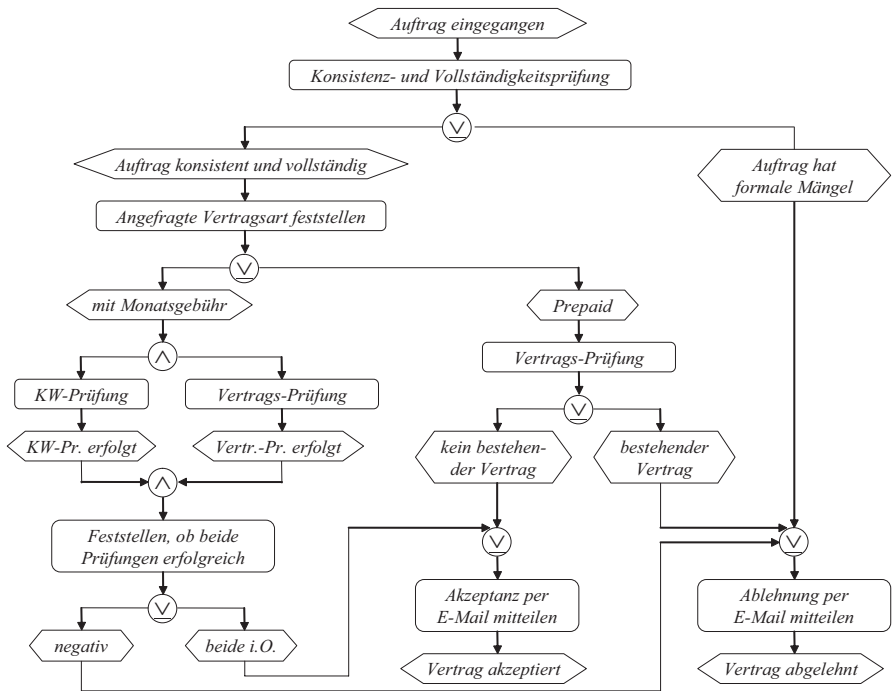 Auftrag eingegangen
Konsistenz- und Vollständigkeitsprüfung
Auftrag konsistent und vollständig
Auftrag hat
formale Mängel
Angefragte Vertragsart feststellen
mit Monatsgebühr
Prepaid
Vertrags-Prüfung
KW-Prüfung
Vertrags-Prüfung
KW-Pr. erfolgt
Vertr.-Pr. erfolgt
kein bestehen-
der Vertrag
bestehender
Vertrag
Feststellen, ob beide
Prüfungen erfolgreich
Akzeptanz per
E-Mail mitteilen
Ablehnung per
E-Mail mitteilen
negativ
beide i.O.
Vertrag akzeptiert
Vertrag abgelehnt